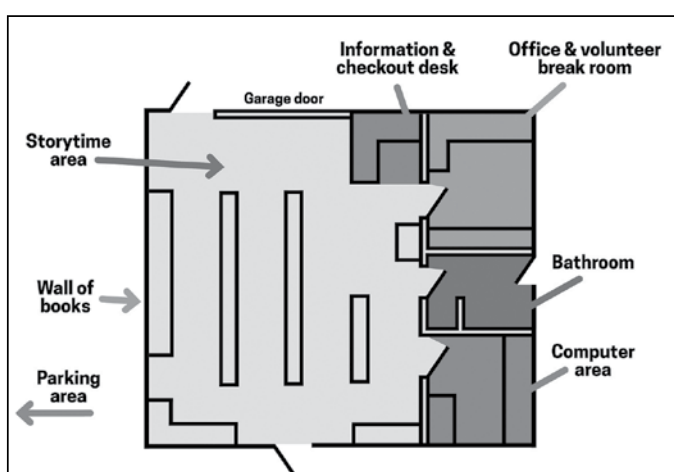 Information &
checkout desk
Office & volunteer
break room
Garage door
Storytime
area
Wall of
books
Bathroom
Parking
area
Computer
area